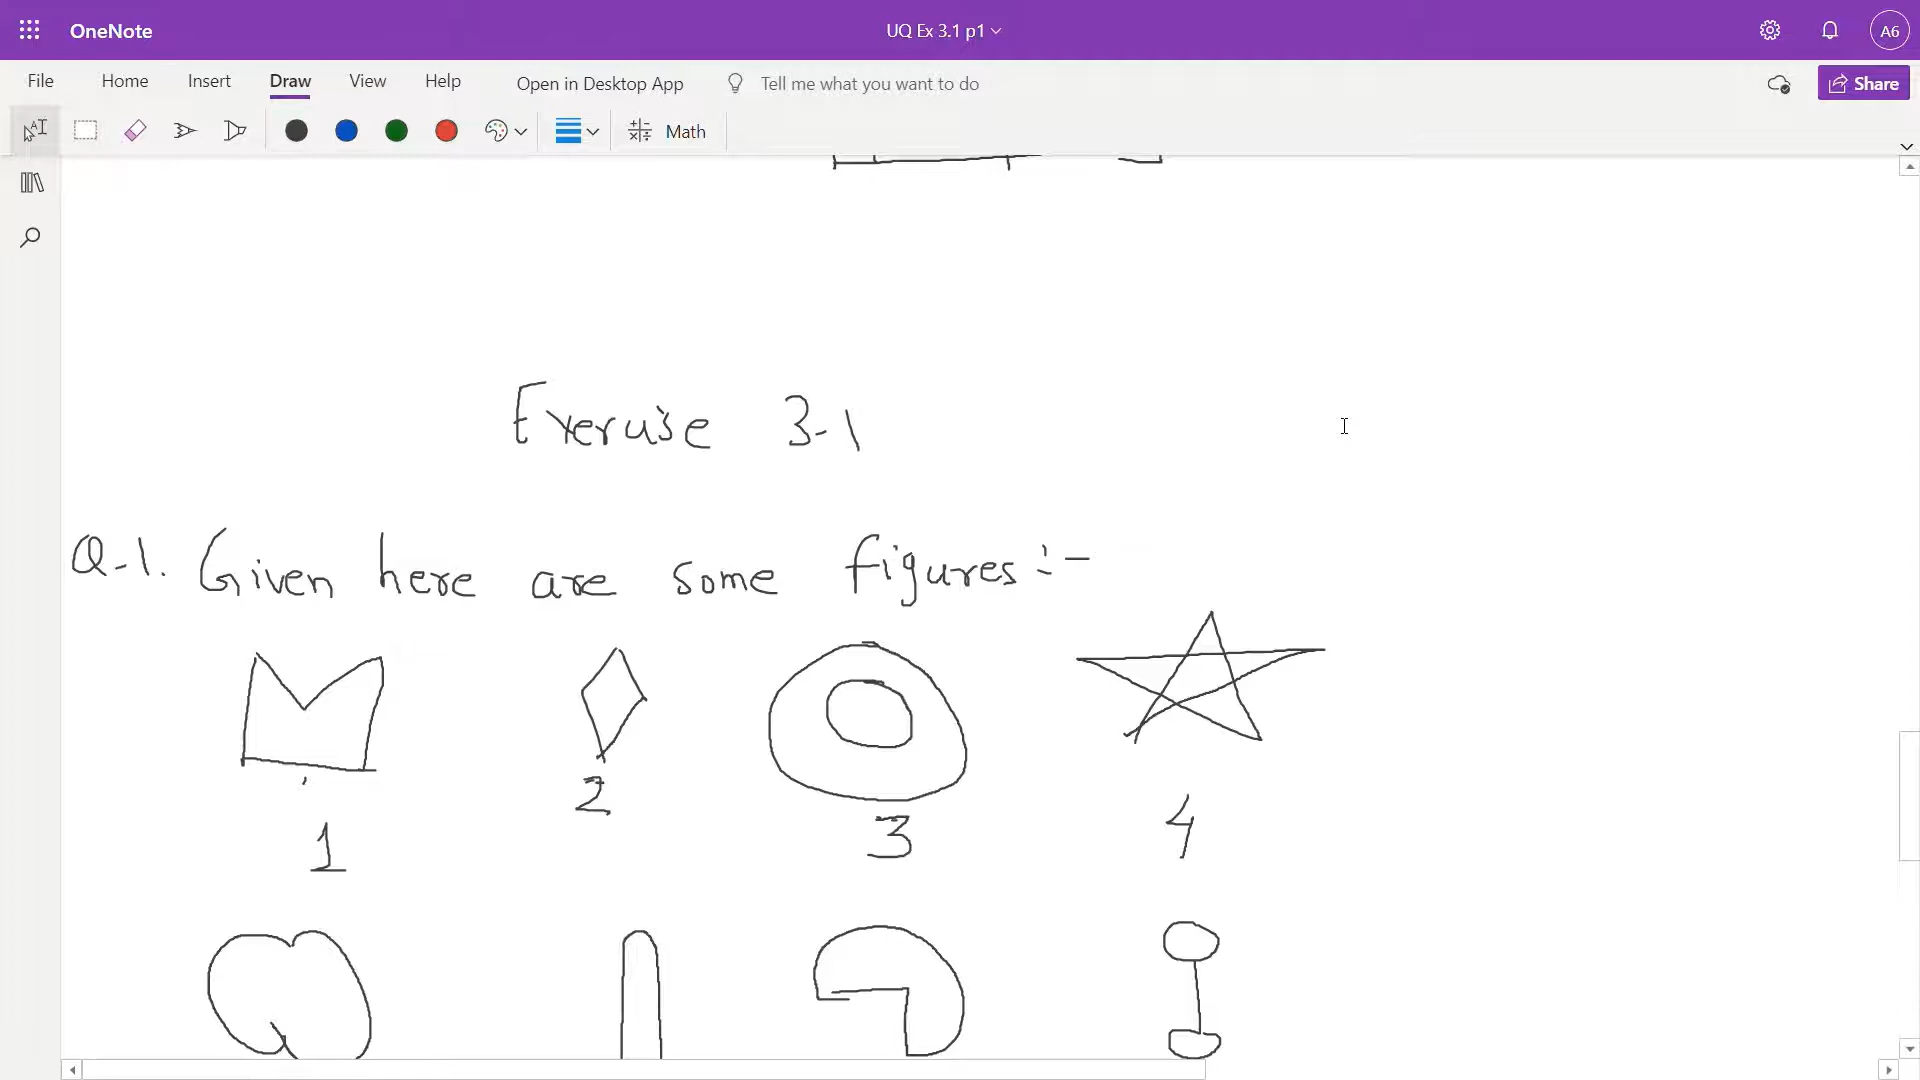 OneNote
UQ Ex 3.1 p1
A6
File Home Insert Draw View Help Open in Desktop App Tell me what you want to do Share
Math
Exercise 3-1
Q-1. Given here are some figures :-
1 2 3 4